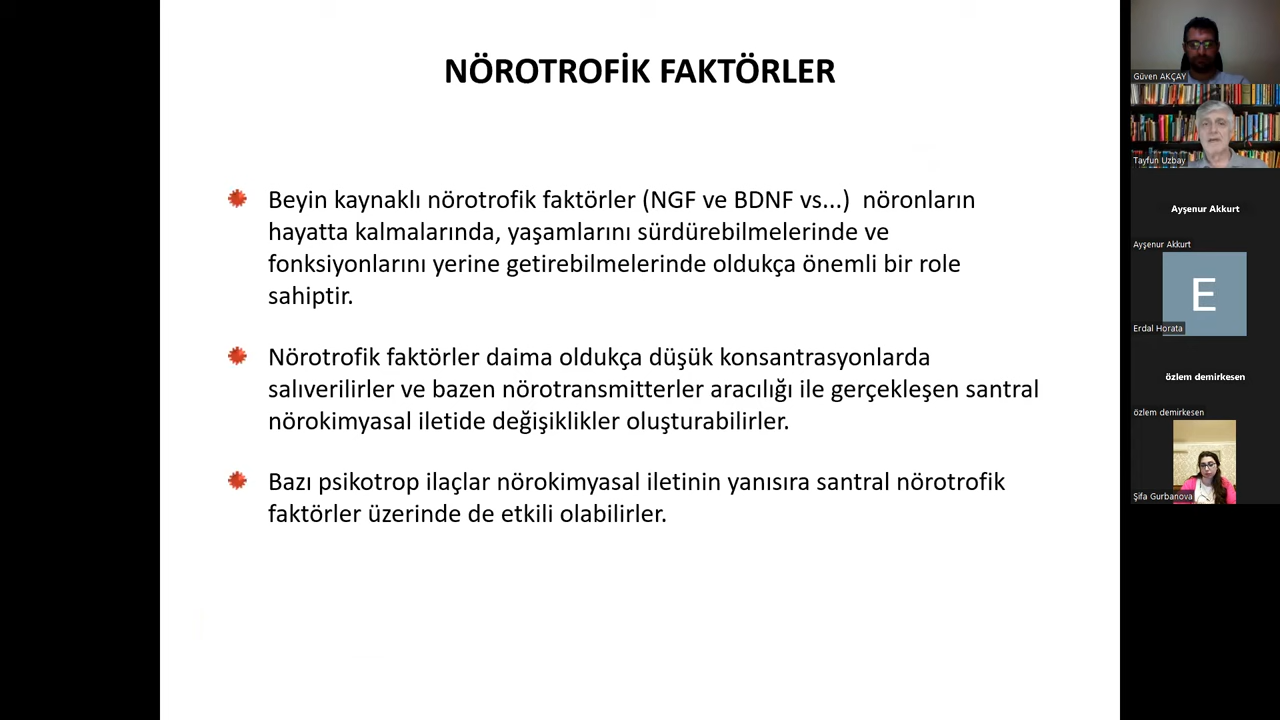 NÖROTROFİK FAKTÖRLER
Beyin kaynaklı nörotrofik faktörler (NGF ve BDNF vs...) nöronların
hayatta kalmalarında, yaşamlarını sürdürebilmelerinde ve
fonksiyonlarını yerine getirebilmelerinde oldukça önemli bir role
sahiptir.
Nörotrofik faktörler daima oldukça düşük konsantrasyonlarda
salıverilirler ve bazen nörotransmitterler aracılığı ile gerçekleşen santral
nörokimyasal iletide değişiklikler oluşturabilirler.
Bazı psikotrop ilaçlar nörokimyasal iletinin yanısıra santral nörotrofik
faktörler üzerinde de etkili olabilirler.
Güven AKÇAY
Tayfun Uzbay
Ayşenur Akkurt
Ayşenur Akkurt
E
Erdal Horata
özlem demirkesen
özlem demirkesen
Şifa Gurbanova